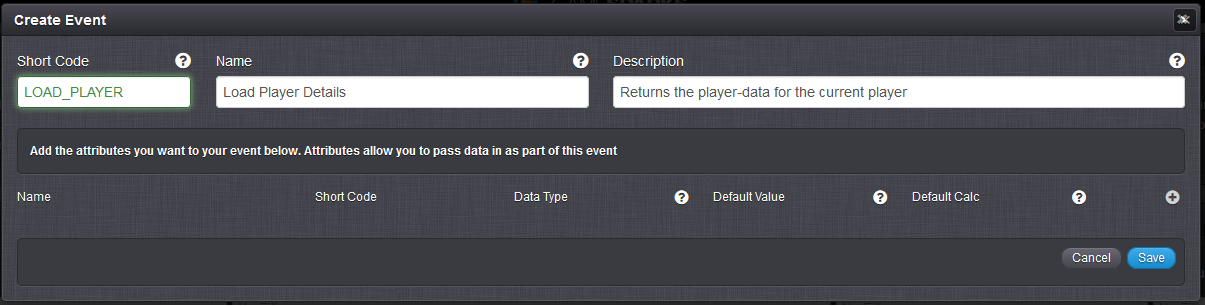 Create Event
Short Code Name Description
LOAD_PLAYER Load Player Details Returns the player-data for the current player
Add the attributes you want to your event below. Attributes allow you to pass data in as part of this event
Name Short Code Data Type Default Value Default Calc
Cancel Save